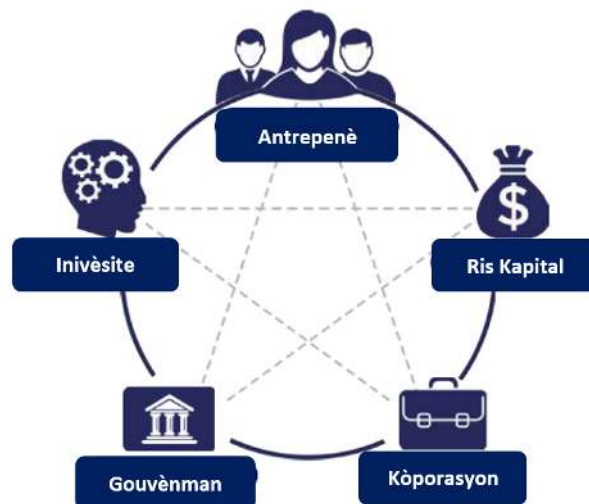 Antrepenè
Inivèsite
Ris Kapital
Gouvènman
Kòporasyon